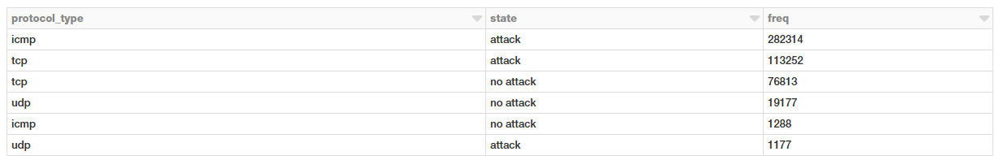 protocol_type state freq
icmp attack 282314
tcp attack 113252
tcp no attack 76813
udp no attack 19177
icmp no attack 1288
udp attack 1177